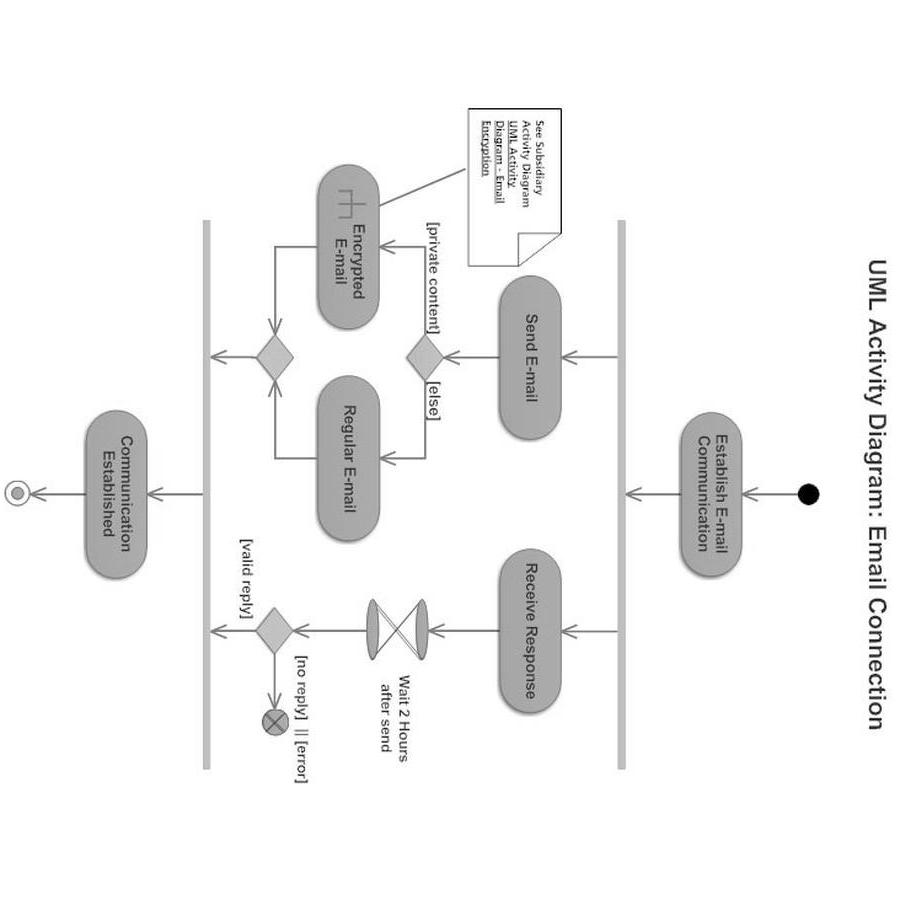 UML Activity Diagram: Email Connection
Establish E-mail
Communication
See Subsidiary
Activity Diagram
UML Activity
Diagram - Email
Encryption
Send E-mail
Receive Response
[private content]
[else]
Encrypted
E-mail
Regular E-mail
Wait 2 Hours
after send
[no reply] || [error]
[valid reply]
Communication
Established